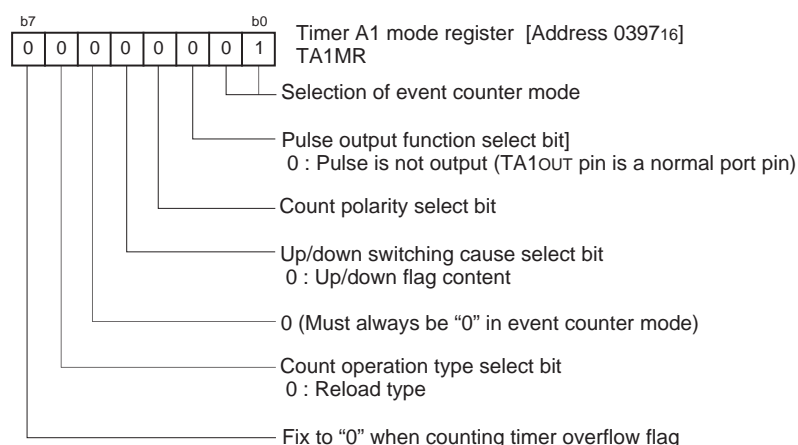 b7 b0
Timer A1 mode register [Address 039716]
0 0 0 0 0 0 0 1
TA1MR
Selection of event counter mode
Pulse output function select bit]
0 : Pulse is not output (TA1OUT pin is a normal port pin)
Count polarity select bit
Up/down switching cause select bit
0 : Up/down flag content
0 (Must always be “0” in event counter mode)
Count operation type select bit
0 : Reload type
Fix to “0” when counting timer overflow flag